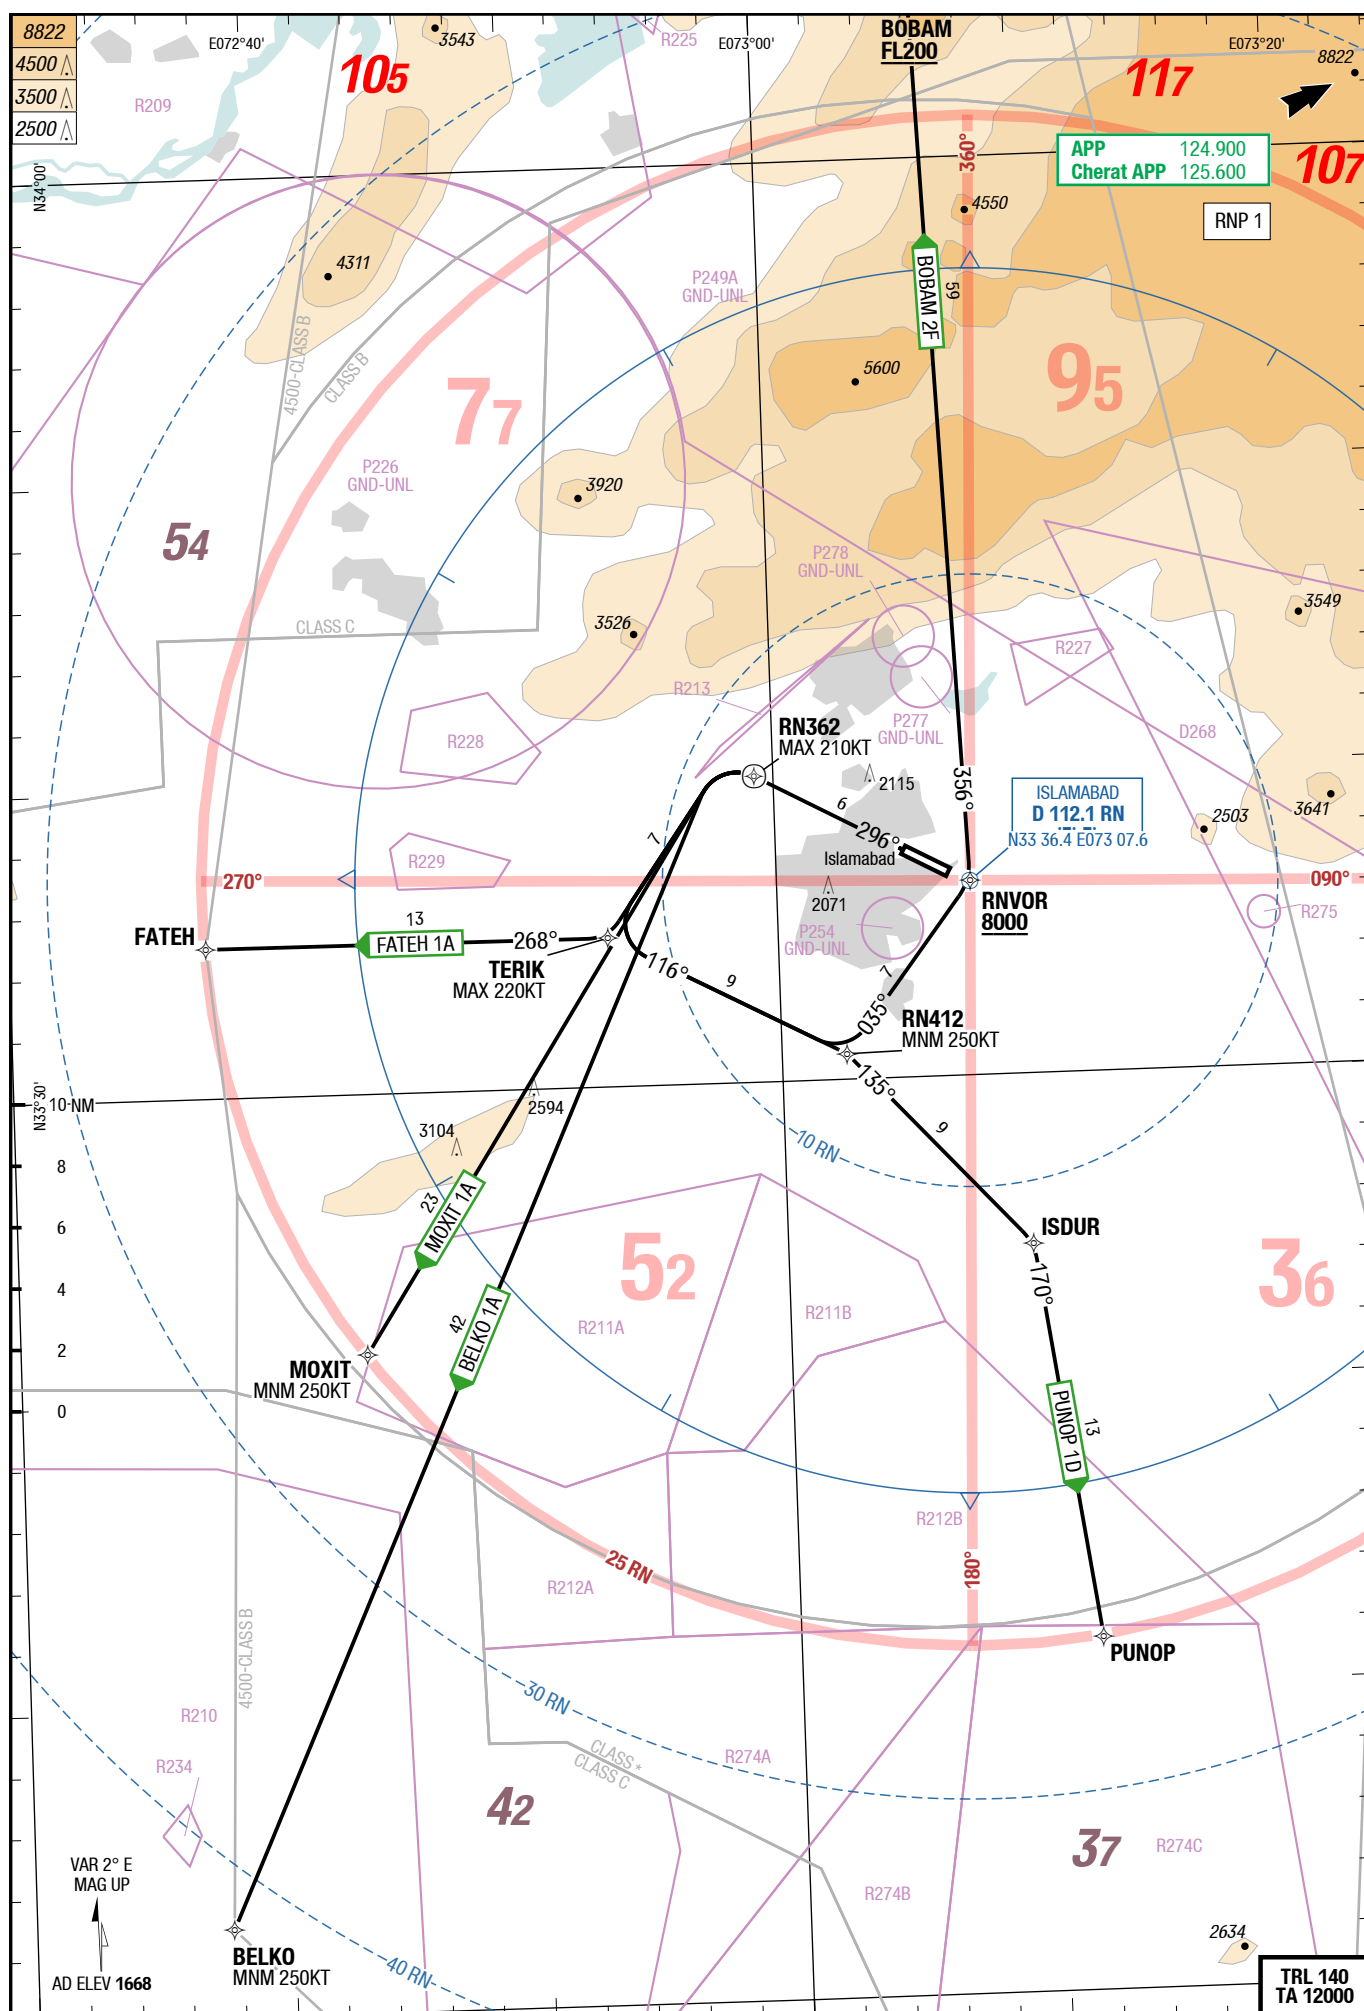 8822
4500
3500
2500
E072°40'
3543
R225
E073°00'
BOBAM
FL200
E073°20'
8822
105
117
R209
APP 124.900
Cherat APP 125.600
107
360°
N34°00'
4550
RNP 1
4311
P249A
GND-UNL
BOBAM 2F
59
4500-CLASS B
CLASS B
5600
95
77
P226
GND-UNL
3920
54
P278
GND-UNL
3549
3526
CLASS C
R227
R213
P277
GND-UNL
R228
RN362
MAX 210KT
D268
2115
356°
ISLAMABAD
D 112.1 RN
N33 36.4 E073 07.6
3641
2503
6
296°
7
R229
Islamabad
270°
090°
2071
RNVOR
8000
R275
13
FATEH
FATEH 1A
268°
P254
GND-UNL
TERIK
MAX 220KT
116°
9
7
035°
RN412
MNM 250KT
135°
9
N33°30'
10 NM
2594
3104
10 RN
8
6
4
2
0
23
MOXIT 1A
ISDUR
170°
52
36
42
BELKO 1A
R211A
R211B
MOXIT
MNM 250KT
13
PUNOP 1D
R212B
25 RN
180°
R212A
4500-CLASS B
PUNOP
30 RN
R210
R234
CLASS *
CLASS C
R274A
42
37
R274C
VAR 2° E
MAG UP
R274B
BELKO
MNM 250KT
40 RN
2634
AD ELEV 1668
TRL 140
TA 12000